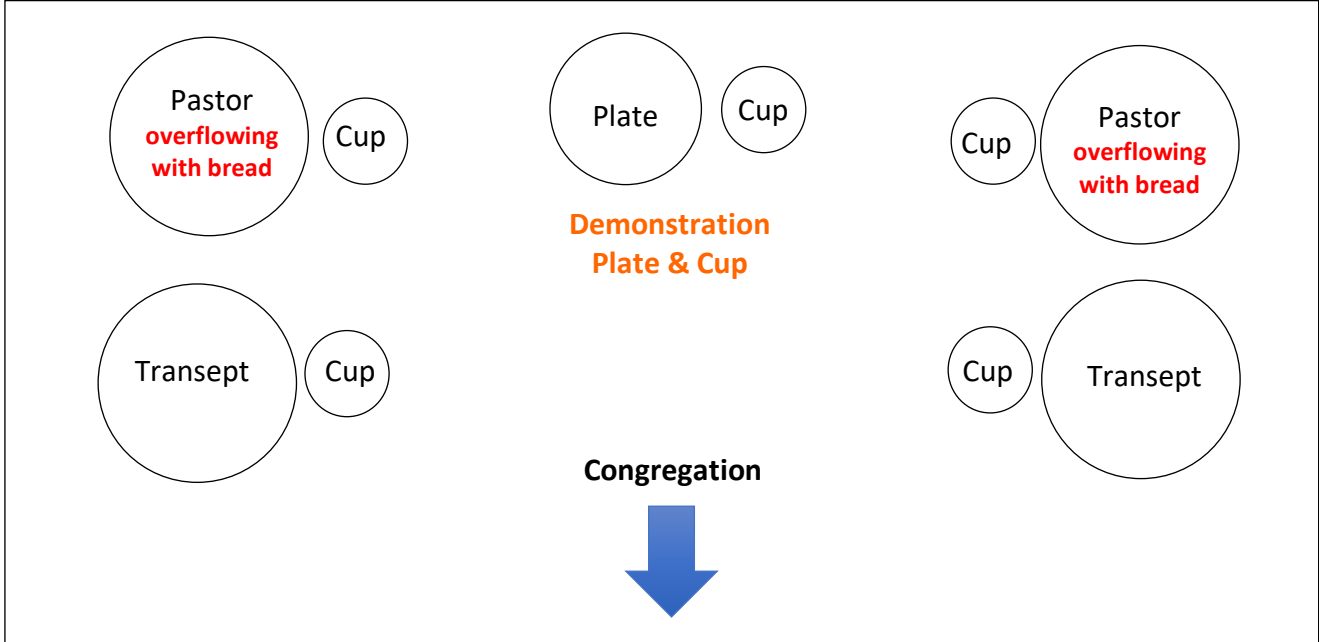 Pastor
overflowing
with bread
Cup
Plate
Cup
Cup
Pastor
overflowing
with bread
Demonstration
Plate & Cup
Transept
Cup
Cup
Transept
Congregation